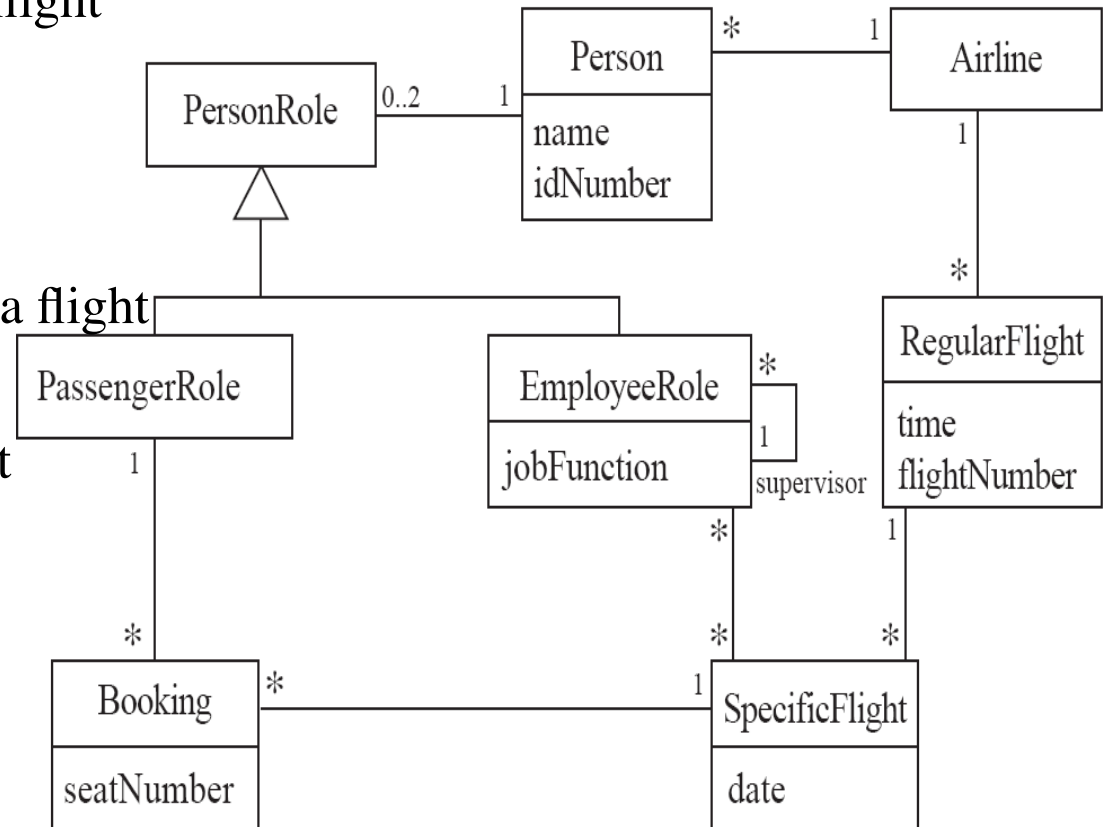 light
Person
*
1
Airline
PersonRole
0..2
1
name
idNumber
1
*
a flight
PassengerRole
EmployeeRole
*
RegularFlight
1
t
jobFunction
1
supervisor
time
flightNumber
*
1
*
*
*
Booking
*
1
SpecificFlight
seatNumber
date